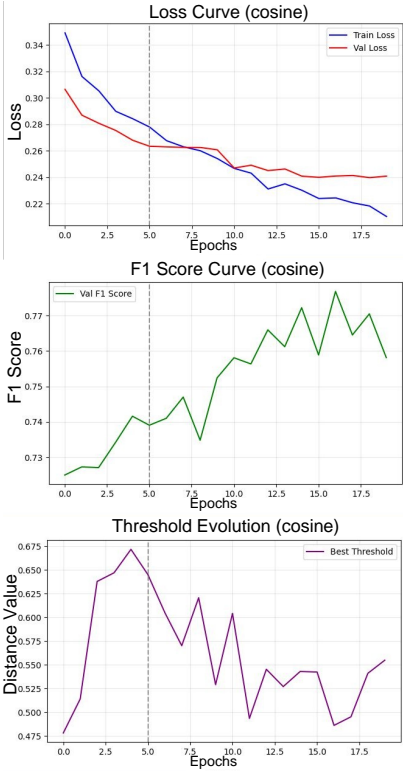 Loss Curve (cosine)
Train Loss
Val Loss
Loss
0.34
0.32
0.30
0.28
0.26
0.24
0.22
0.0 2.5 5.0 7.5 10.0 12.5 15.0 17.5
Epochs
F1 Score Curve (cosine)
Val F1 Score
F1 Score
0.77
0.76
0.75
0.74
0.73
0.0 2.5 5.0 7.5 10.0 12.5 15.0 17.5
Epochs
Threshold Evolution (cosine)
Best Threshold
Distance Value
0.675
0.650
0.625
0.600
0.575
0.550
0.525
0.500
0.475
0.0 2.5 5.0 7.5 10.0 12.5 15.0 17.5
Epochs